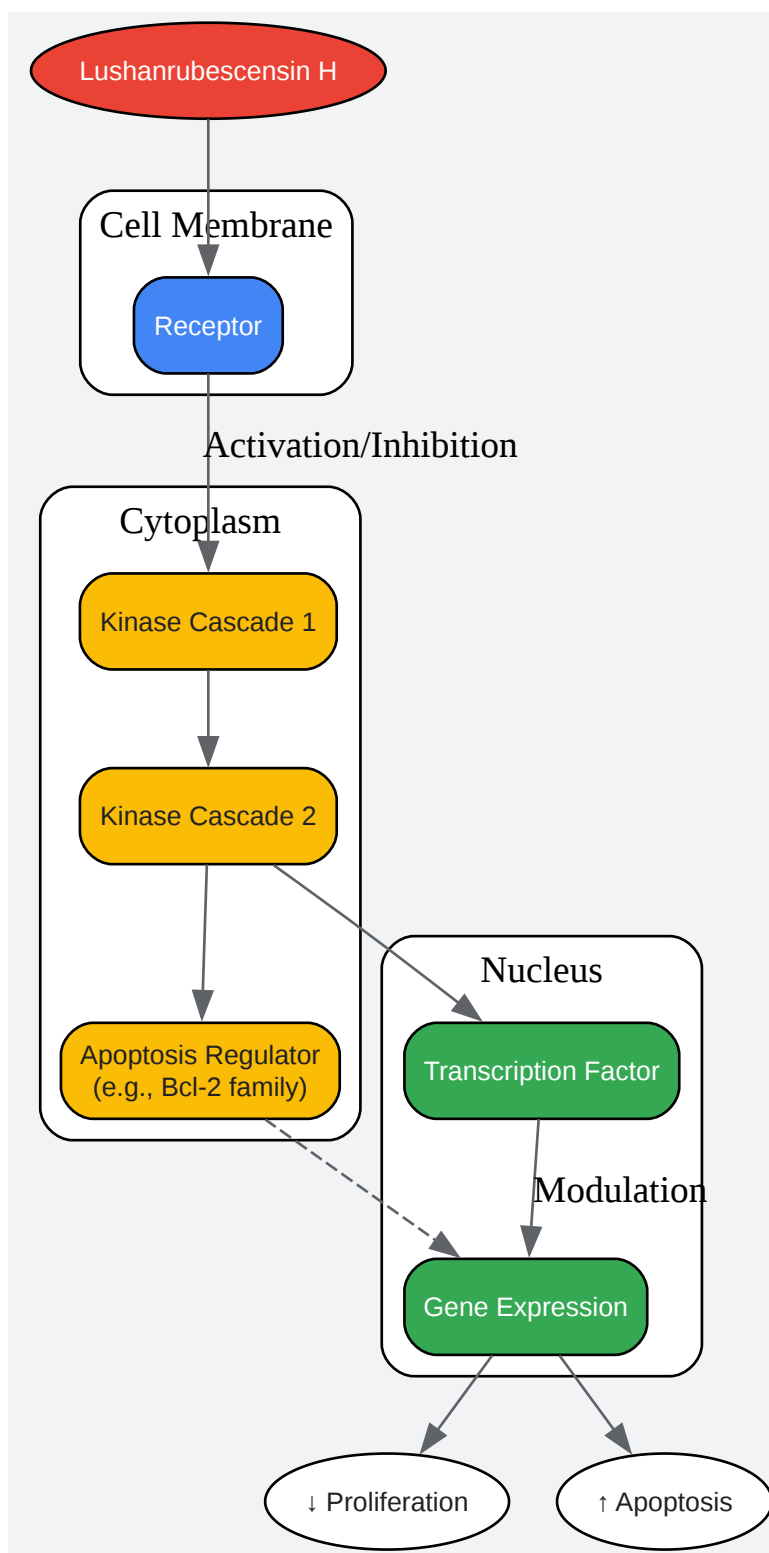 Lushanrubescensin H
Cell Membrane
Receptor
Activation/Inhibition
Cytoplasm
Kinase Cascade 1
Kinase Cascade 2
Nucleus
Apoptosis Regulator
(e.g., Bcl-2 family)
Transcription Factor
Modulation
Gene Expression
↓ Proliferation
↑ Apoptosis